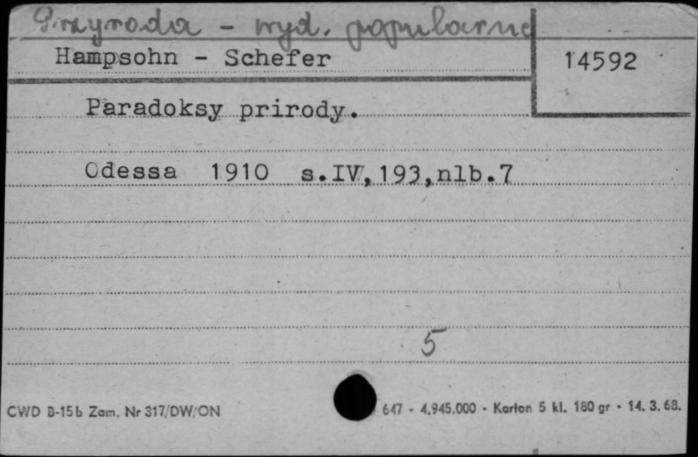 Przyroda - wyd. popularne
Hampsohn - Schefer
14592
Paradoksy prirody.
Odessa 1910 s.IV,193,nlb.7
5
CWD B-15b Zam. Nr 317/DW/ON 647 - 4.945.000 - Karton 5 kl. 180 gr - 14. 3. 68.